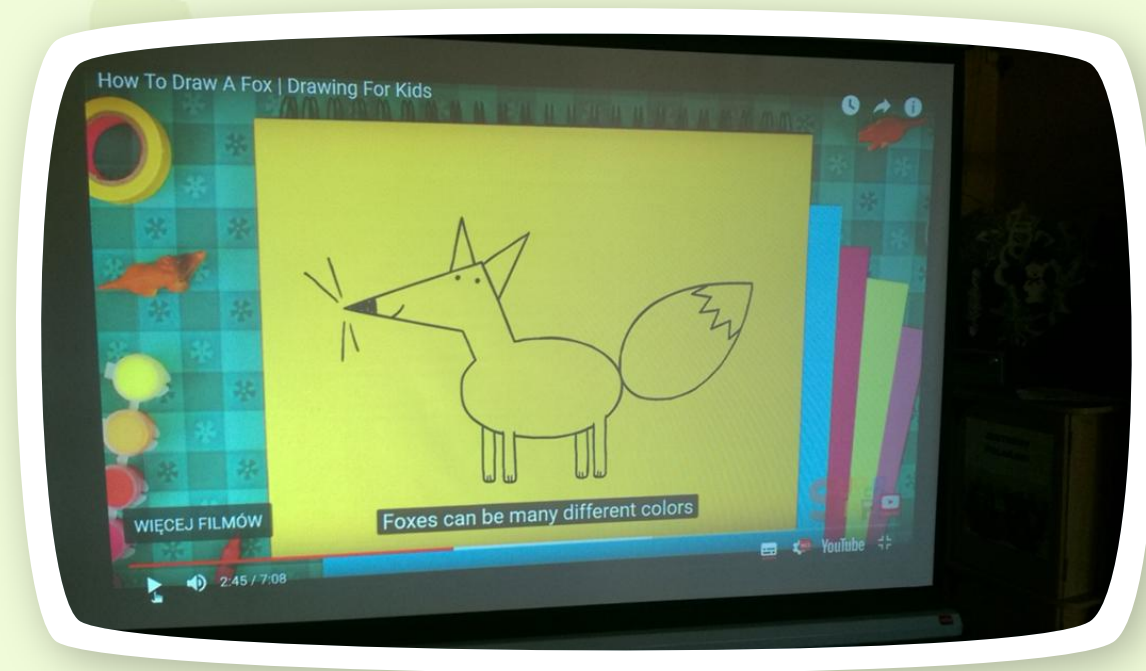 How To Draw A Fox | Drawing For Kids
WIĘCEJ FILMÓW
Foxes can be many different colors
YouTube
2:45 / 7:08